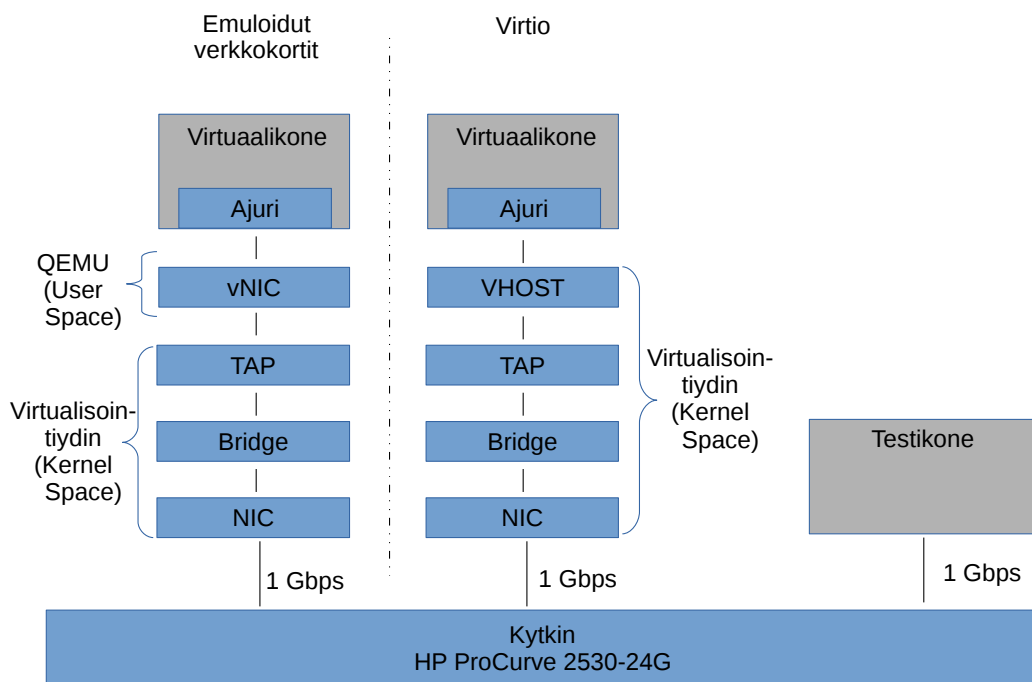 Emuloidut
verkkokortit
Virtio
Virtuaalikone
Ajuri
Virtuaalikone
Ajuri
QEMU
(User
Space)
vNIC
VHOST
TAP
TAP
Virtualisoin-
tiydin
(Kernel
Space)
Virtualisoin-
tiydin
(Kernel
Space)
Bridge
Bridge
Testikone
NIC
NIC
1 Gbps
1 Gbps
1 Gbps
Kytkin
HP ProCurve 2530-24G